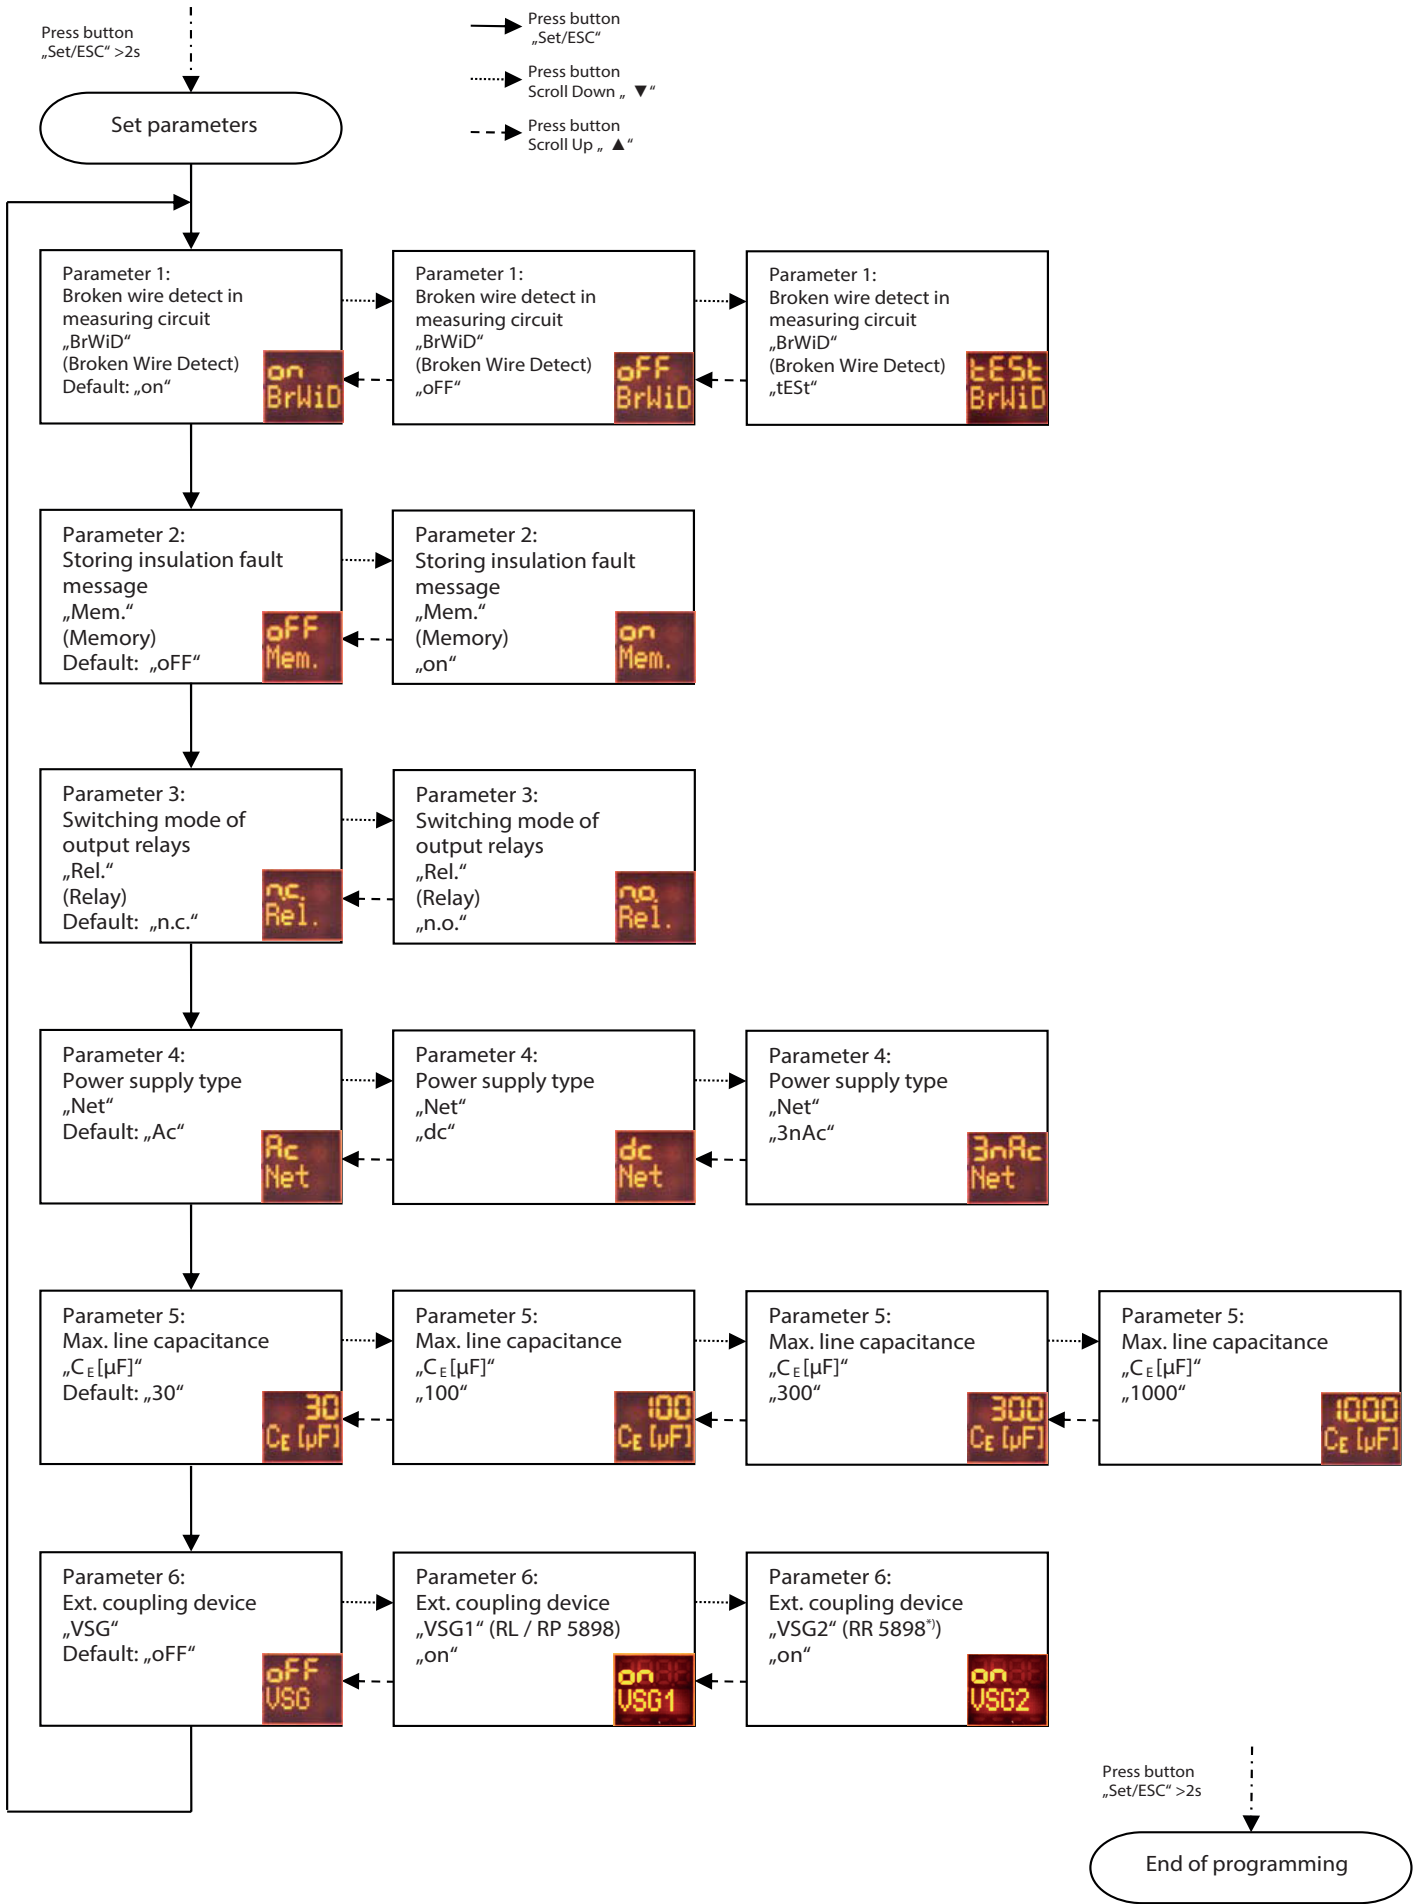 Press button
„Set/ESC“ >2s
Press button
„Set/ESC“
Press button
Scroll Down „ ▼“
Press button
Scroll Up „ ▲“
Set parameters
Parameter 1:
Broken wire detect in
measuring circuit
„BrWiD“
(Broken Wire Detect)
Default: „on“
on
BrWiD
Parameter 1:
Broken wire detect in
measuring circuit
„BrWiD“
(Broken Wire Detect)
„oFF“
oFF
BrWiD
Parameter 1:
Broken wire detect in
measuring circuit
„BrWiD“
(Broken Wire Detect)
„tESt“
tESt
BrWiD
Parameter 2:
Storing insulation fault
message
„Mem.“
(Memory)
Default: „oFF“
oFF
Mem.
Parameter 2:
Storing insulation fault
message
„Mem.“
(Memory)
„on“
on
Mem.
Parameter 3:
Switching mode of
output relays
„Rel.“
(Relay)
Default: „n.c.“
n.c.
Rel.
Parameter 3:
Switching mode of
output relays
„Rel.“
(Relay)
„n.o.“
n.o.
Rel.
Parameter 4:
Power supply type
„Net“
Default: „Ac“
Ac
Net
Parameter 4:
Power supply type
„Net“
„dc“
dc
Net
Parameter 4:
Power supply type
„Net“
„3nAc“
3nAc
Net
Parameter 5:
Max. line capacitance
„C E [µF]“
Default: „30“
30
CE [µF]
Parameter 5:
Max. line capacitance
„C E [µF]“
„100“
100
CE [µF]
Parameter 5:
Max. line capacitance
„C E [µF]“
„300“
300
CE [µF]
Parameter 5:
Max. line capacitance
„C E [µF]“
„1000“
1000
CE [µF]
Parameter 6:
Ext. coupling device
„VSG“
Default: „oFF“
oFF
VSG
Parameter 6:
Ext. coupling device
„VSG1“ (RL / RP 5898)
„on“
on
VSG1
Parameter 6:
Ext. coupling device
„VSG2“ (RR 5898*))
„on“
on
VSG2
Press button
„Set/ESC“ >2s
End of programming